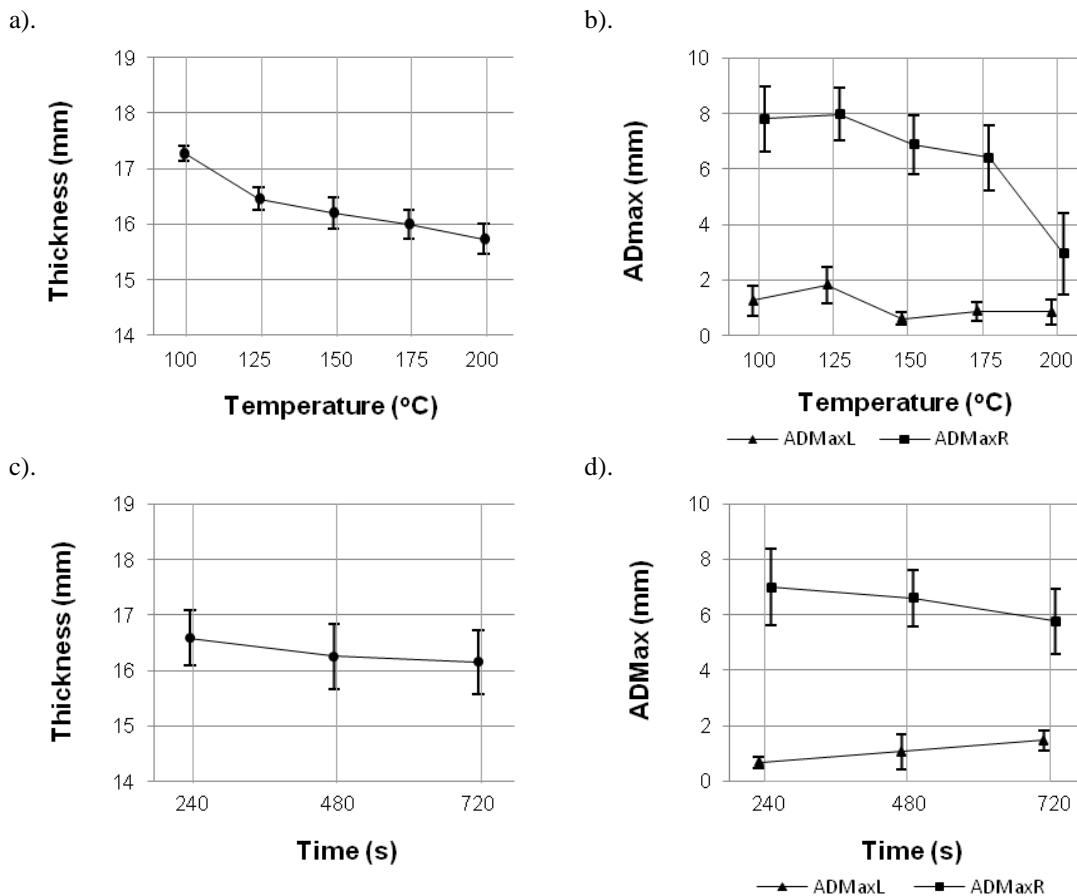 a).
19
18
17
16
15
14
Thickness (mm)
100 125 150 175 200
Temperature (ºC)
b).
10
8
6
4
2
0
ADmax (mm)
100 125 150 175 200
Temperature (ºC)
ADMaxL ADMaxR
c).
19
18
17
16
15
14
Thickness (mm)
240 480 720
Time (s)
d).
10
8
6
4
2
0
ADMax (mm)
240 480 720
Time (s)
ADMaxL ADMaxR